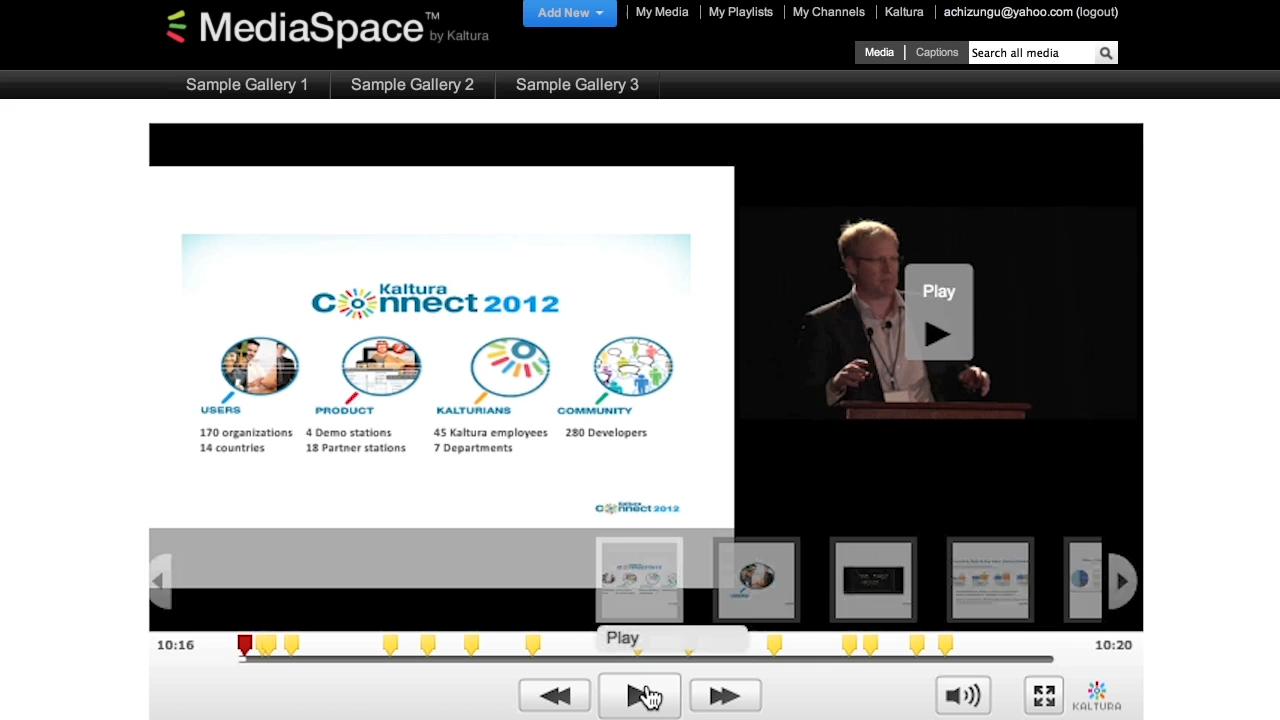 MediaSpace™ by Kaltura
Add New
My Media
My Playlists
My Channels
Kaltura
achizungu@yahoo.com (logout)
Media
Captions
Search all media
Sample Gallery 1
Sample Gallery 2
Sample Gallery 3
Kaltura
Connect 2012
USERS
170 organizations
14 countries
PRODUCT
4 Demo stations
18 Partner stations
KALTURIANS
45 Kaltura employees
7 Departments
COMMUNITY
280 Developers
Kaltura
Connect 2012
Play
Play
10:16
10:20
KALTURA